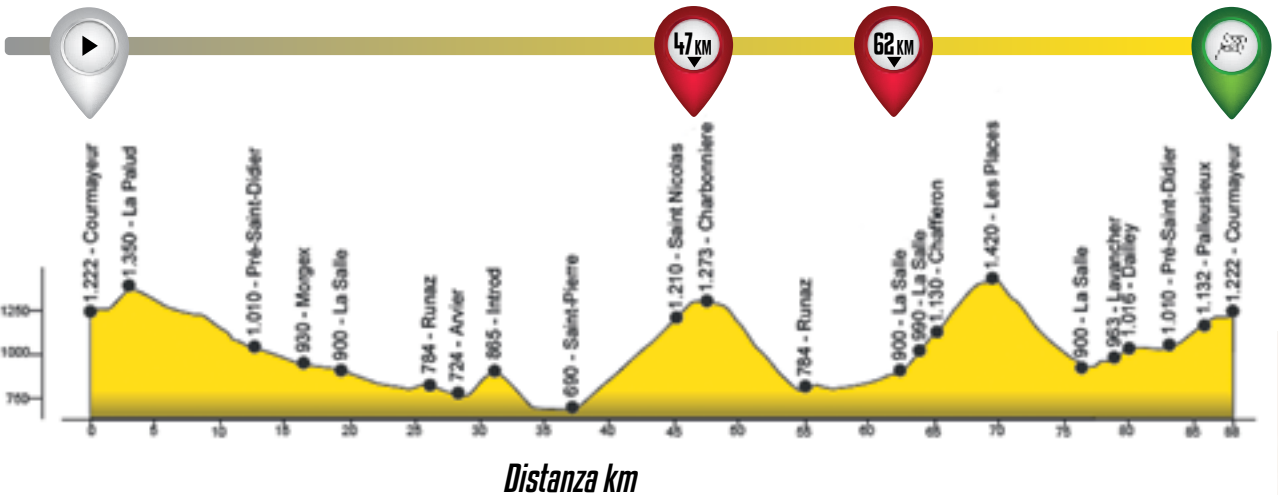 47 KM
62 KM
1.222 - Courmayeur
1.350 - La Palud
1.010 - Pré-Saint-Didier
930 - Morgex
900 - La Salle
784 - Runaz
724 - Arvier
865 - Introd
690 - Saint-Pierre
1.210 - Saint Nicolas
1.273 - Charbonniere
784 - Runaz
900 - La Salle
990 - La Salle
1.130 - Chaffieron
1.420 - Les Places
900 - La Salle
963 - Lavancher
1.016 - Dailley
1.010 - Pré-Saint-Didier
1.132 - Palleusieux
1.222 - Courmayeur
1250
1000
750
0 5 10 15 20 25 30 35 40 45 50 55 60 65 70 75 80 85
Distanza km